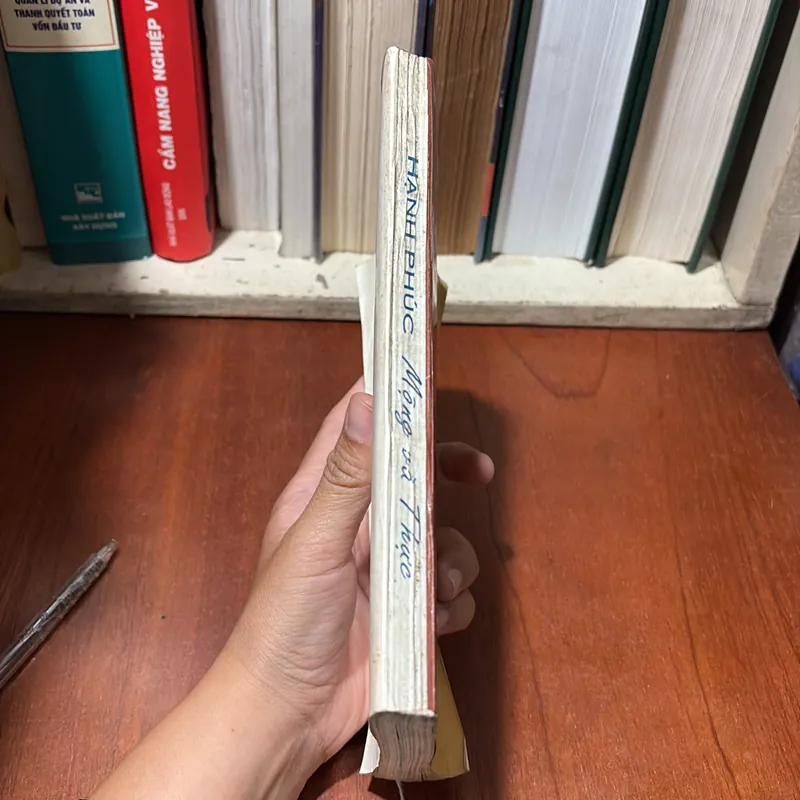 QUẢN LÍ DỰ ÁN VÀ
THANH QUYẾT TOÁN
VỐN ĐẦU TƯ
NHÀ XUẤT BẢN
XÂY DỰNG
CẨM NANG NGHIỆP V
HẠNH PHÚC Mộng và Thực